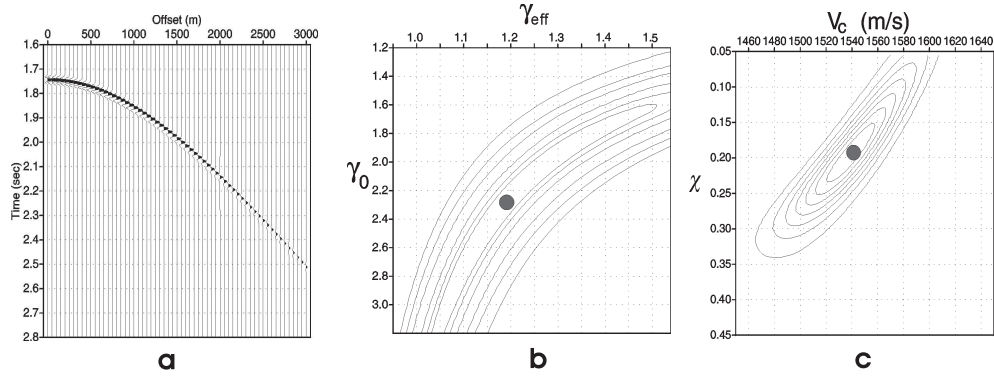 Offset (m)
0 500 1000 1500 2000 2500 3000
Time (sec)
1.6
1.7
1.8
1.9
2.0
2.1
2.2
2.3
2.4
2.5
2.6
2.7
2.8
a
γeff
1.0 1.1 1.2 1.3 1.4 1.5
γ0
1.2
1.4
1.6
1.8
2.0
2.2
2.4
2.6
2.8
3.0
b
Vc (m/s)
1460 1480 1500 1520 1540 1560 1580 1600 1620 1640
χ
0.05
0.10
0.15
0.20
0.25
0.30
0.35
0.40
0.45
c